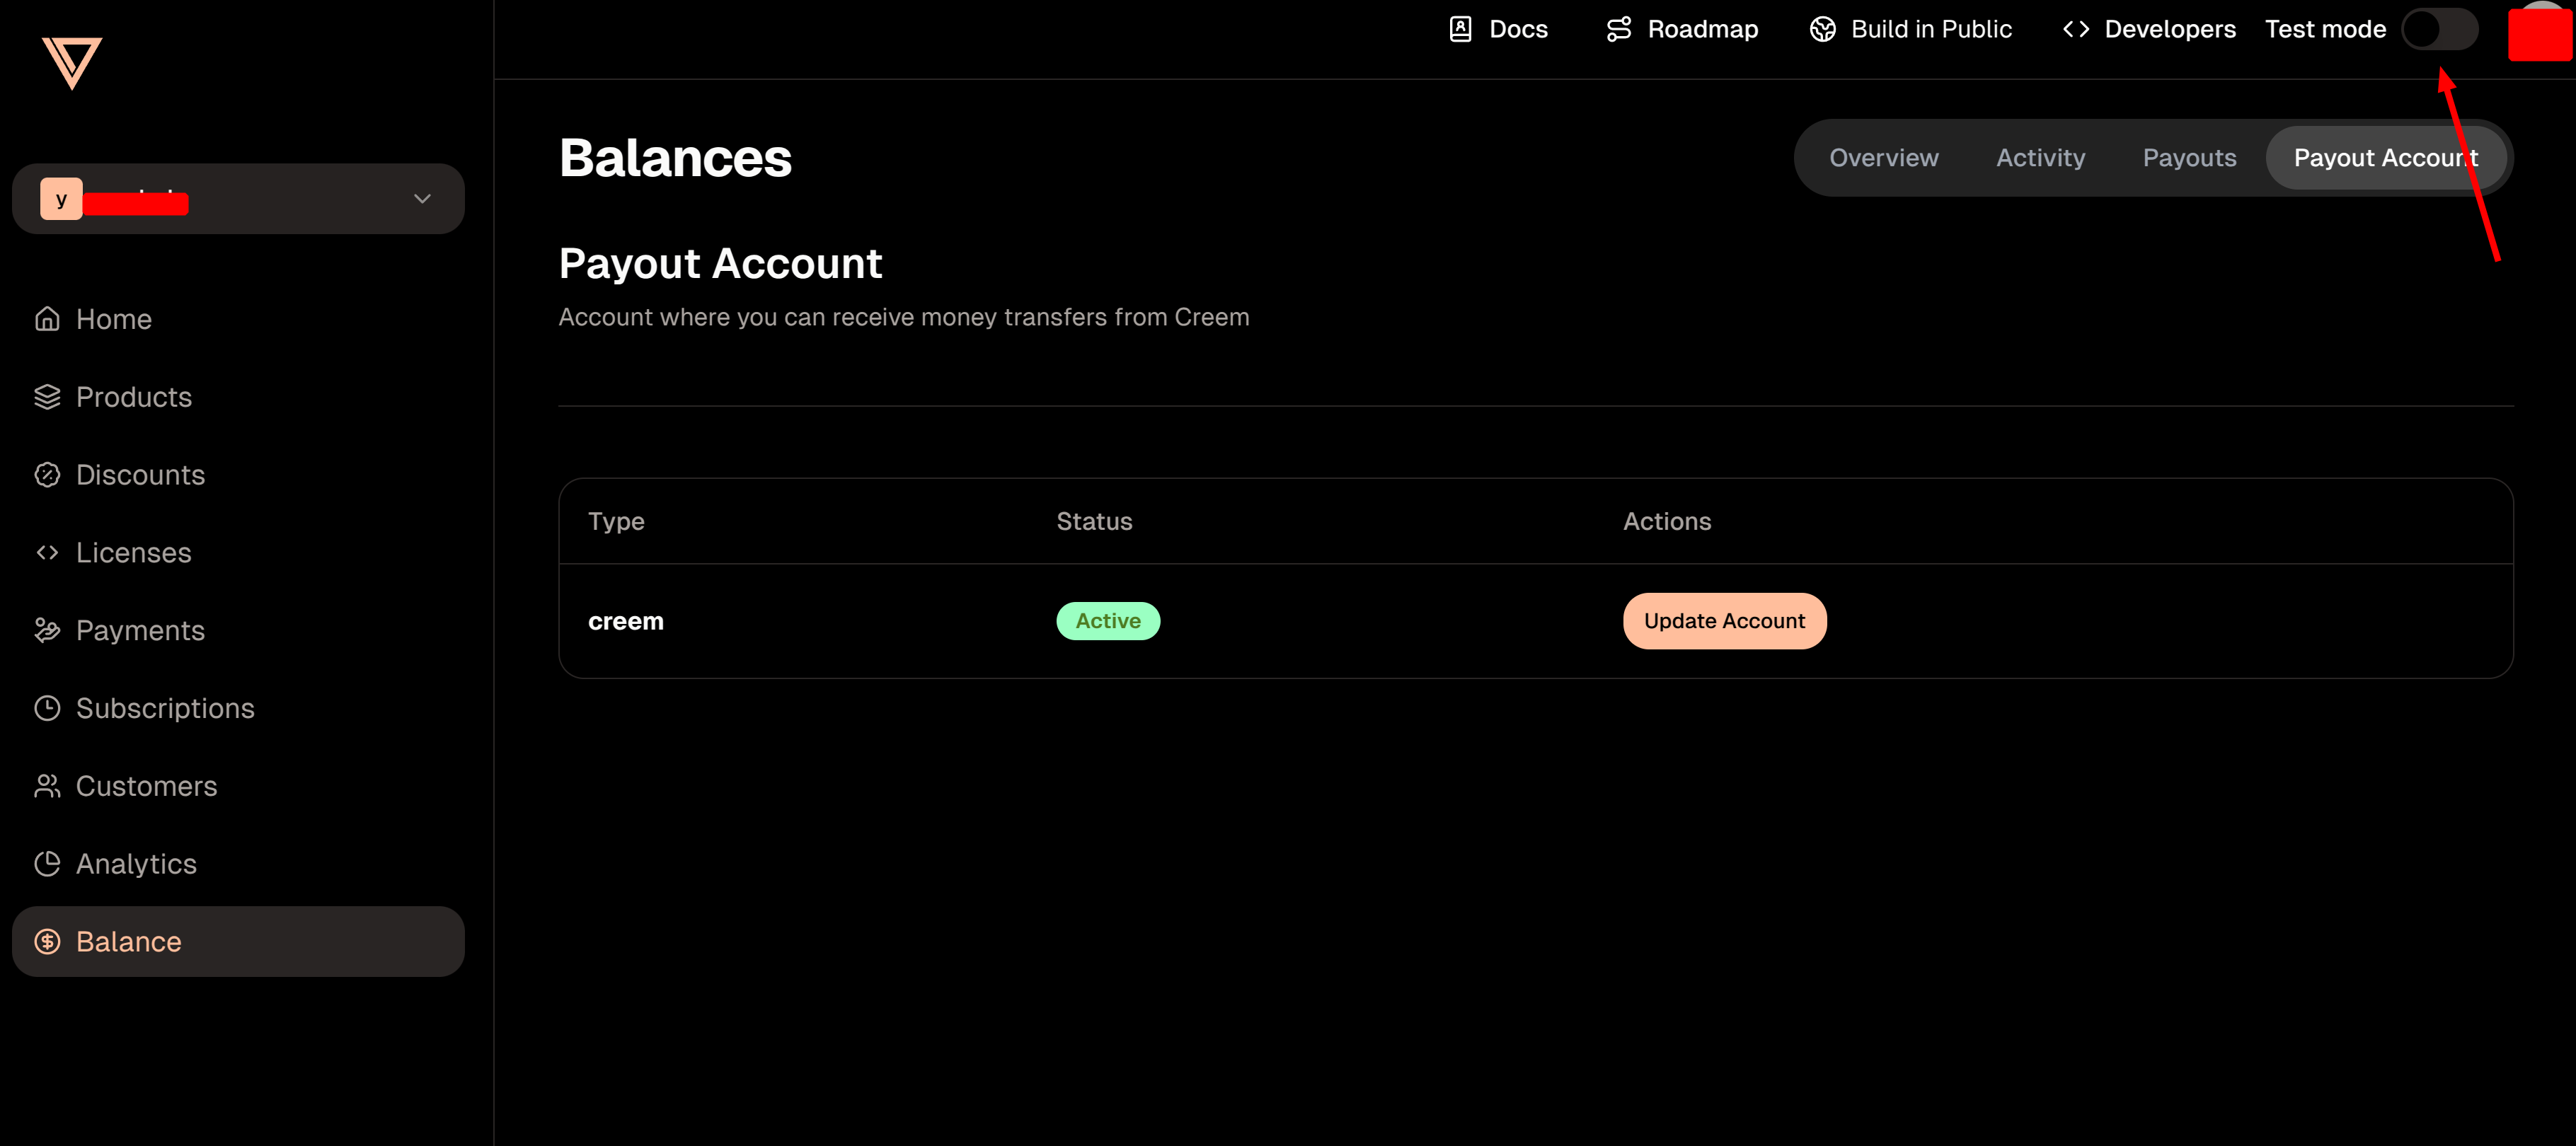 Docs Roadmap Build in Public Developers Test mode
y
Home
Products
Discounts
Licenses
Payments
Subscriptions
Customers
Analytics
Balance
Balances
Overview Activity Payouts Payout Account
Payout Account
Account where you can receive money transfers from Creem
Type Status Actions
creem Active Update Account